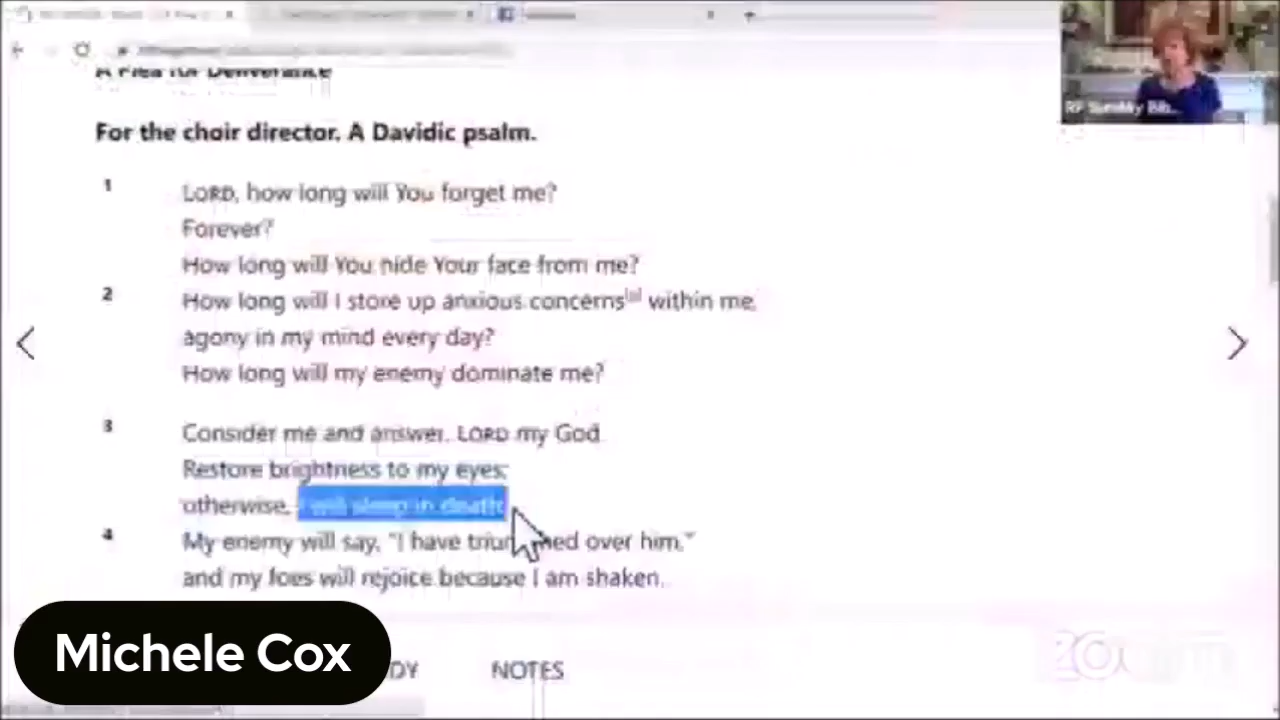 A Plea for Deliverance
RF Sunday Bib...
For the choir director. A Davidic psalm.
1
LORD, how long will You forget me?
Forever?
How long will You hide Your face from me?
2
How long will I store up anxious concerns[a] within me,
agony in my mind every day?
How long will my enemy dominate me?
3
Consider me and answer, LORD my God.
Restore brightness to my eyes;
otherwise, I will sleep in death.
4
My enemy will say, "I have triumphed over him,"
and my foes will rejoice because I am shaken.
Michele Cox
DY
NOTES